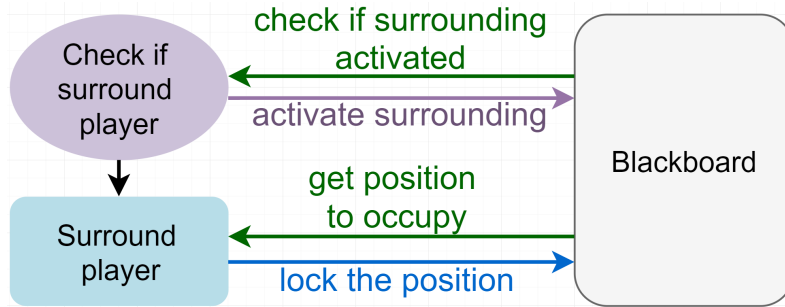 Check if
surround
player
check if surrounding
activated
activate surrounding
Blackboard
Surround
player
get position
to occupy
lock the position